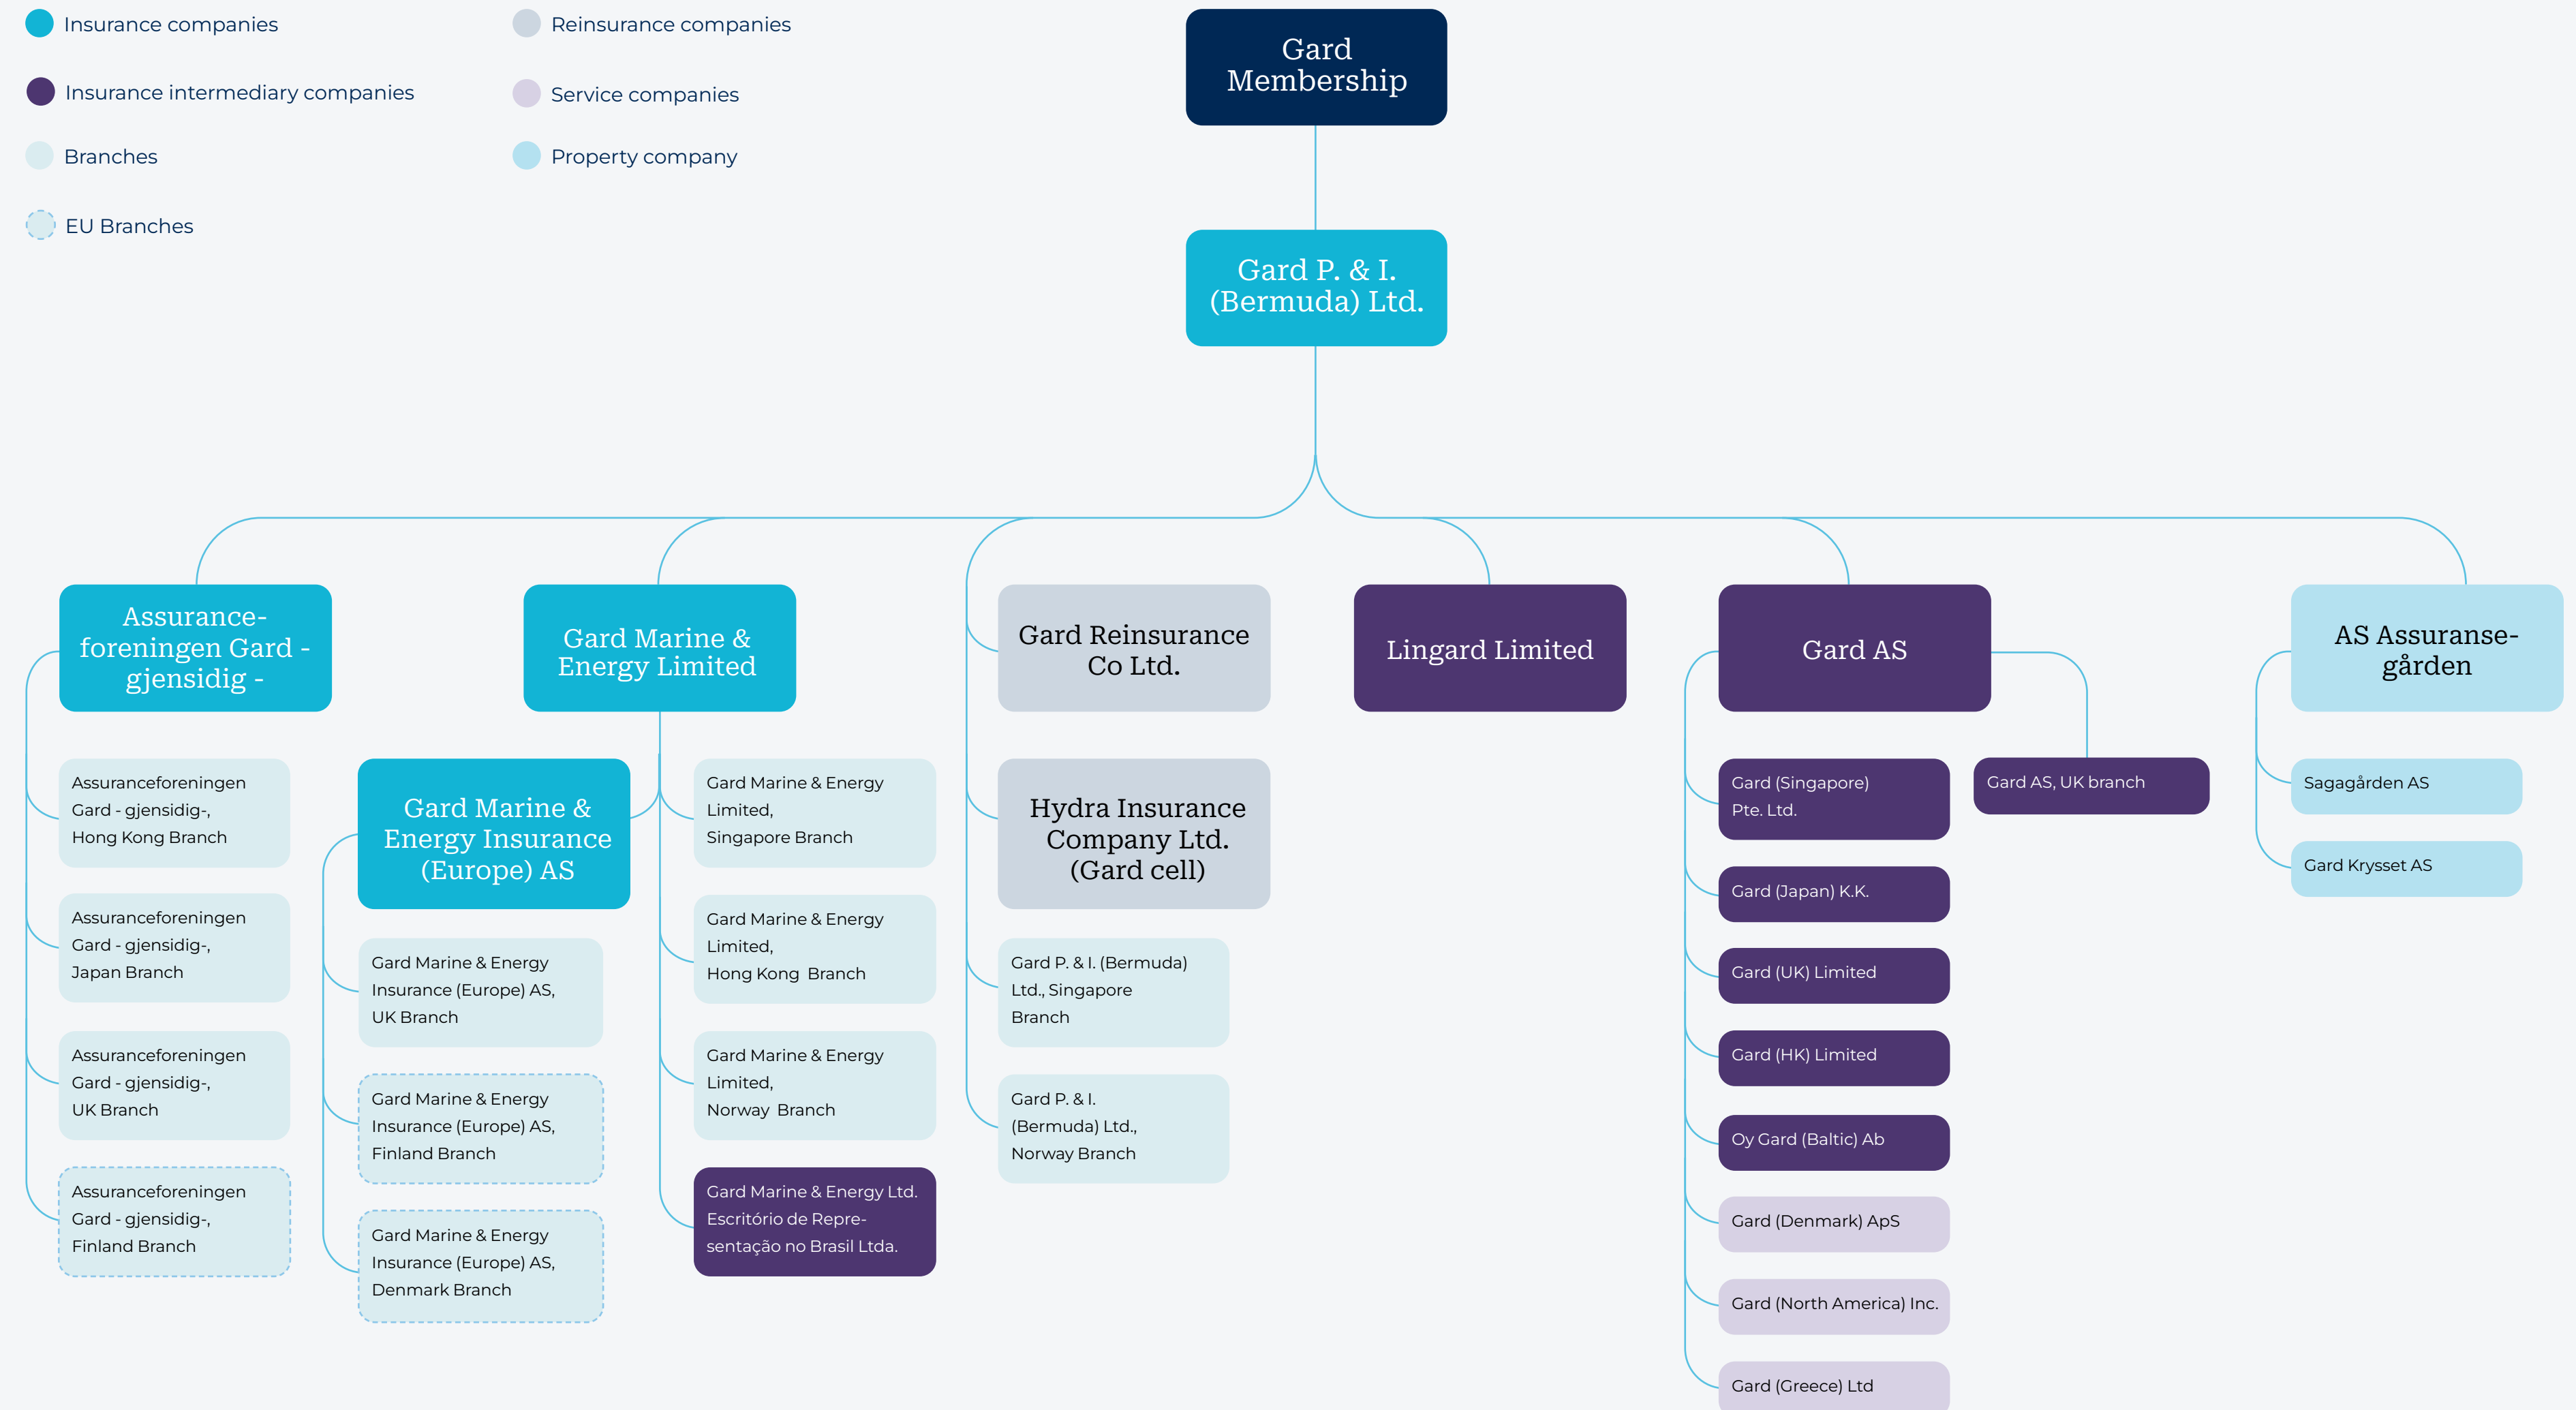 Insurance companies
Reinsurance companies
Insurance intermediary companies
Service companies
Branches
Property company
EU Branches
Gard
Membership
Gard P. & I.
(Bermuda) Ltd.
Assurance-
foreningen Gard -
gjensidig -
Assuranceforeningen
Gard - gjensidig-,
Hong Kong Branch
Assuranceforeningen
Gard - gjensidig-,
Japan Branch
Assuranceforeningen
Gard - gjensidig-,
UK Branch
Assuranceforeningen
Gard - gjensidig-,
Finland Branch
Gard Marine &
Energy Limited
Gard Marine &
Energy Insurance
(Europe) AS
Gard Marine & Energy
Insurance (Europe) AS,
UK Branch
Gard Marine & Energy
Insurance (Europe) AS,
Finland Branch
Gard Marine & Energy
Insurance (Europe) AS,
Denmark Branch
Gard Marine & Energy
Limited,
Singapore Branch
Gard Marine & Energy
Limited,
Hong Kong Branch
Gard Marine & Energy
Limited,
Norway Branch
Gard Marine & Energy Ltd.
Escritório de Repre-
sentação no Brasil Ltda.
Gard Reinsurance
Co Ltd.
Hydra Insurance
Company Ltd.
(Gard cell)
Gard P. & I. (Bermuda)
Ltd., Singapore
Branch
Gard P. & I.
(Bermuda) Ltd.,
Norway Branch
Lingard Limited
Gard AS
Gard (Singapore)
Pte. Ltd.
Gard (Japan) K.K.
Gard (UK) Limited
Gard (HK) Limited
Oy Gard (Baltic) Ab
Gard (Denmark) ApS
Gard (North America) Inc.
Gard (Greece) Ltd
Gard AS, UK branch
AS Assuranse-
gården
Sagagården AS
Gard Krysset AS